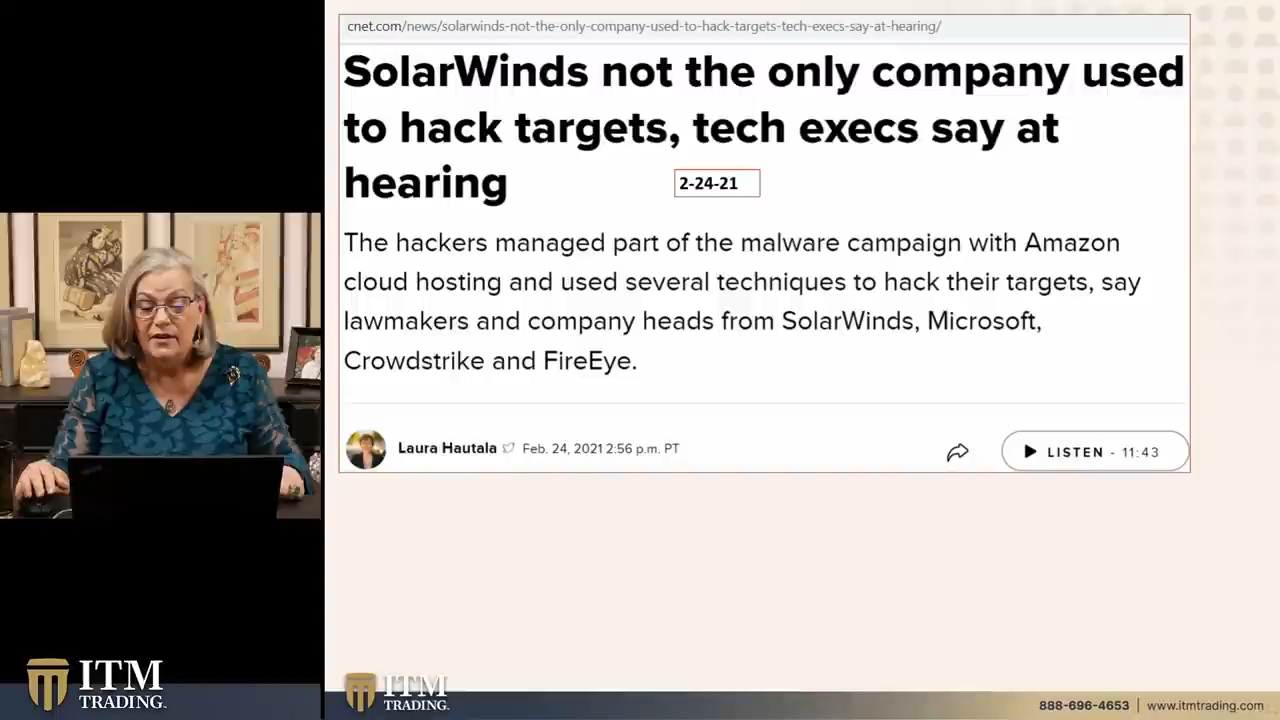 cnet.com/news/solarwinds-not-the-only-company-used-to-hack-targets-tech-execs-say-at-hearing/
SolarWinds not the only company used
to hack targets, tech execs say at
hearing
2-24-21
The hackers managed part of the malware campaign with Amazon
cloud hosting and used several techniques to hack their targets, say
lawmakers and company heads from SolarWinds, Microsoft,
Crowdstrike and FireEye.
Laura Hautala Feb. 24, 2021 2:56 p.m. PT
LISTEN - 11:43
ITM
TRADING.
ITM
TRADING.
888-696-4653 | www.itmtrading.com